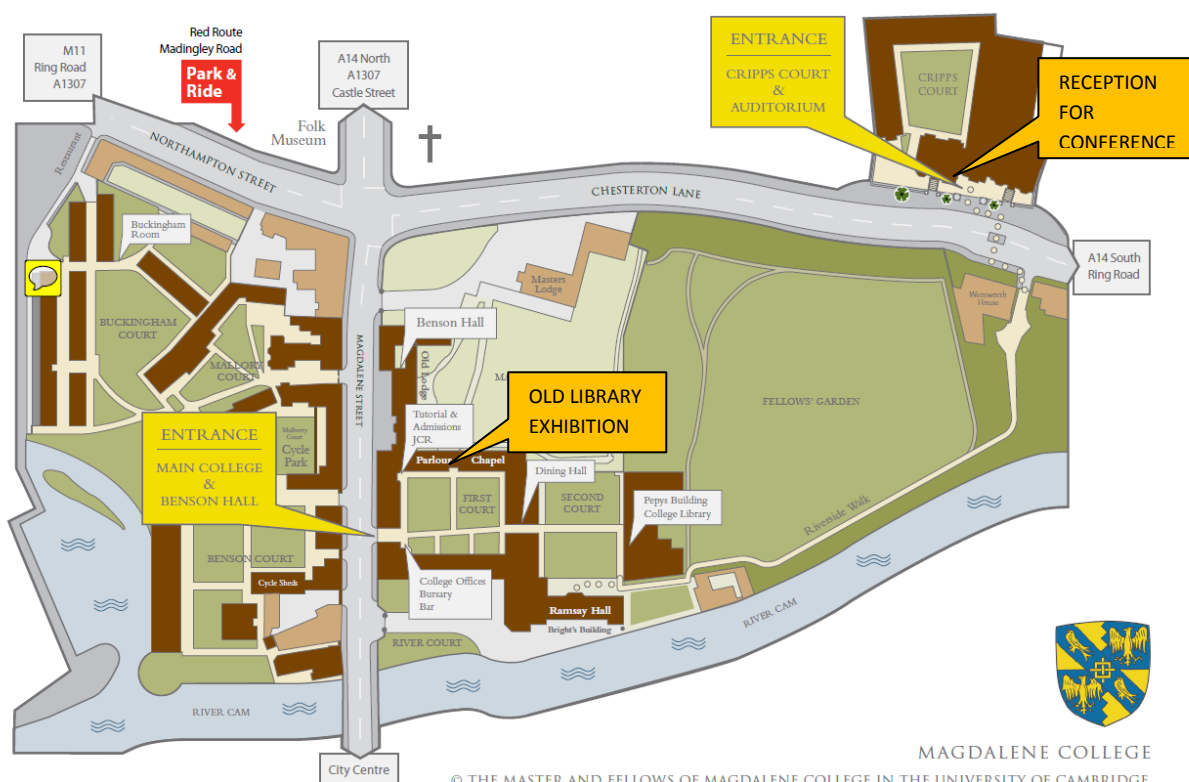 M11
Ring Road
A1307
Red Route
Madingley Road
Park &
Ride
A14 North
A1307
Castle Street
Folk
Museum
ENTRANCE
CRIPPS COURT
&
AUDITORIUM
CRIPPS
COURT
RECEPTION
FOR
CONFERENCE
Restaurant
NORTHAMPTON STREET
CHESTERTON LANE
A14 South
Ring Road
Buckingham
Room
BUCKINGHAM
COURT
MALLORY
COURT
MAGDALENE STREET
Benson Hall
Old Lodge
Masters
Lodge
MA
Wentworth
House
OLD LIBRARY
EXHIBITION
FELLOWS' GARDEN
Tutorial &
Admissions
JCR
Mallory
Court
Cycle
Park
ENTRANCE
MAIN COLLEGE
&
BENSON HALL
Parlour
Chapel
Dining Hall
FIRST
COURT
SECOND
COURT
Pepys Building
College Library
Riverside Walk
BENSON COURT
Cycle Sheds
College Offices
Bursary
Bar
Ramsay Hall
Bright's Building
RIVER COURT
RIVER CAM
RIVER CAM
City Centre
MAGDALENE COLLEGE
© THE MASTER AND FELLOWS OF MAGDALENE COLLEGE IN THE UNIVERSITY OF CAMBRIDGE